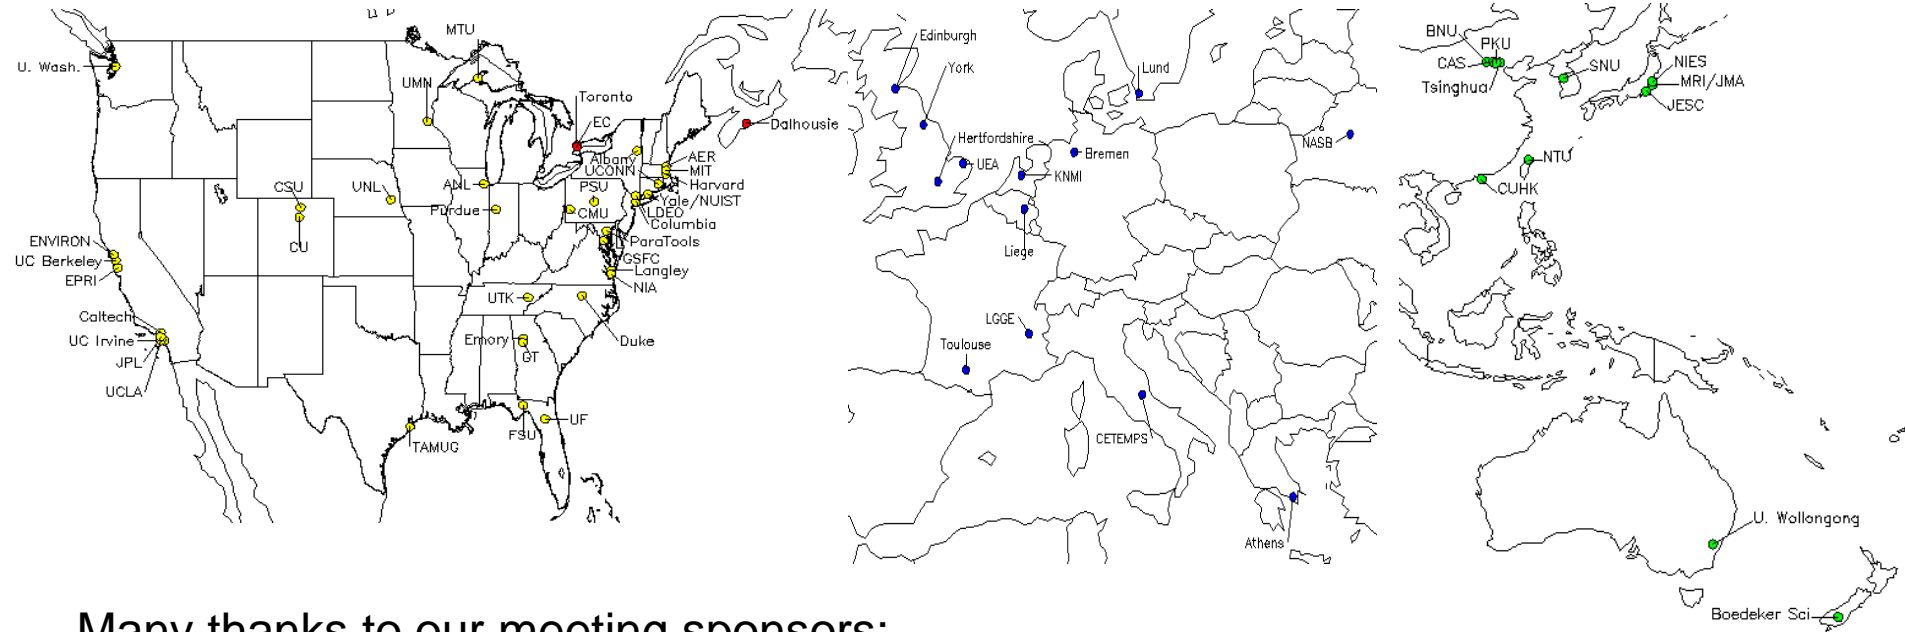 MTU
U. Wash.
UMN
Toronto
EC
Dalhousie
Albany
AER
UCONN
MIT
CSU
UNL
ANL
PSU
Harvard
Yale/NUIST
Purdue
CMU
LDEO
Columbia
CU
ENVIRON
ParaTools
UC Berkeley
GSFC
Langley
EPRI
NIA
UTK
Caltech
UC Irvine
Emory
Duke
GT
JPL
UCLA
FSU
UF
TAMUG
Edinburgh
York
Lund
Hertfordshire
NASB
UEA
Bremen
KNMI
Liege
LGGE
Toulouse
CETEMPS
Athens
BNU
PKU
CAS
SNU
NIES
Tsinghua
MRI/JMA
JESC
NTU
CUHK
U. Wollongong
Boedeker Sci
Many thanks to our meeting sponsors: